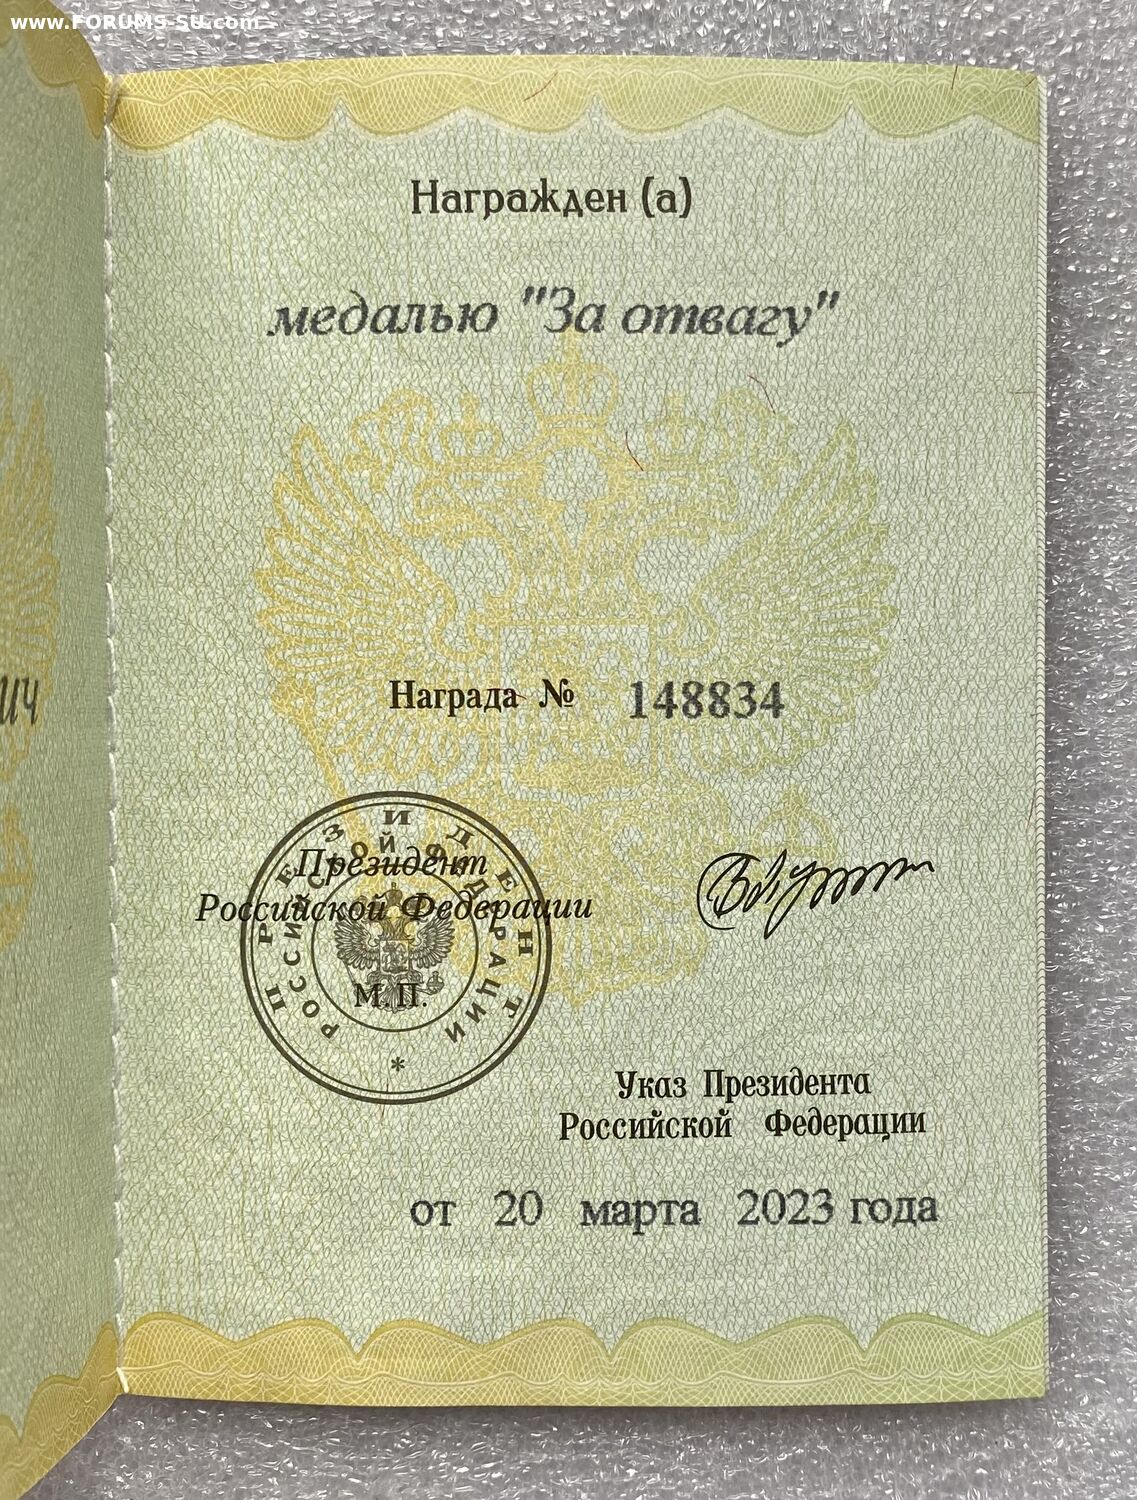 www.FORUMS-SU.com
Награжден (а)
медалью "За отвагу"
ич
Награда № 148834
ПРЕЗИДЕНТ
РОССИЙСКОЙ ФЕДЕРАЦИИ
*
Президент
Российской Федерации
М.П.
Указ Президента
Российской Федерации
от 20 марта 2023 года